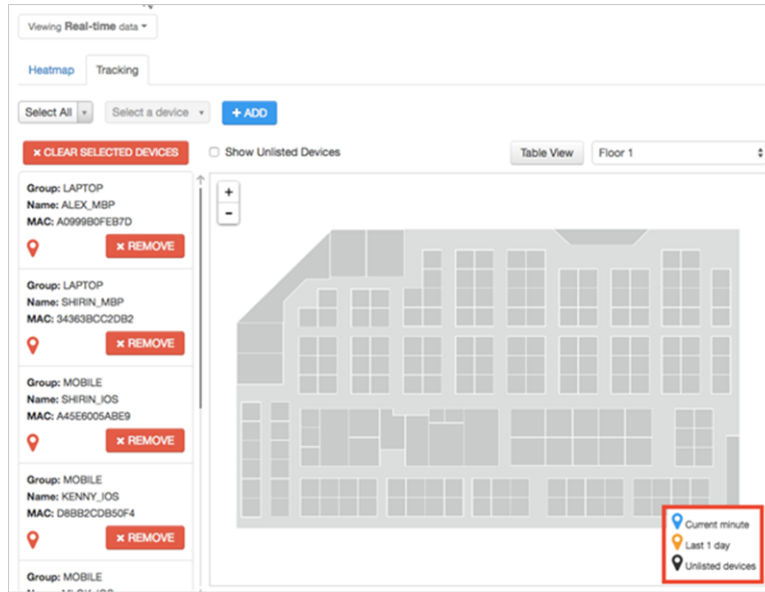 Viewing Real-time data
Heatmap Tracking
Select All Select a device + ADD
× CLEAR SELECTED DEVICES Show Unlisted Devices Table View Floor 1
Group: LAPTOP
Name: ALEX_MBP
MAC: A0999B0FEB7D
× REMOVE
Group: LAPTOP
Name: SHIRIN_MBP
MAC: 34363BCC2DB2
× REMOVE
Group: MOBILE
Name: SHIRIN_IOS
MAC: A45E6005ABE9
× REMOVE
Group: MOBILE
Name: KENNY_IOS
MAC: D8BB2CDB50F4
× REMOVE
Group: MOBILE
+
-
Current minute
Last 1 day
Unlisted devices